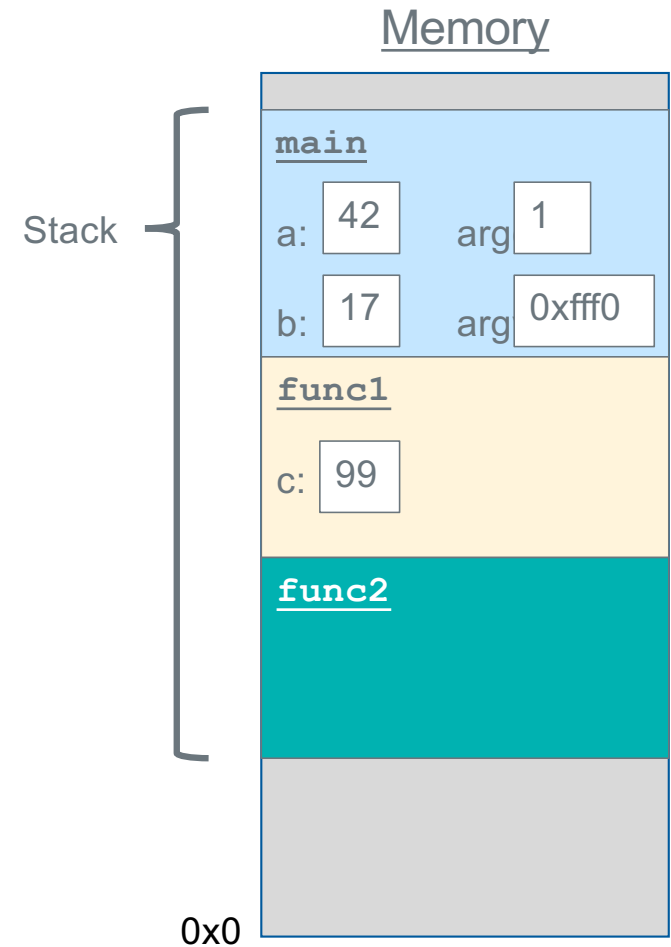 Memory
main
Stack
a: 42 arg 1
b: 17 arg 0xfff0
func1
c: 99
func2
0x0